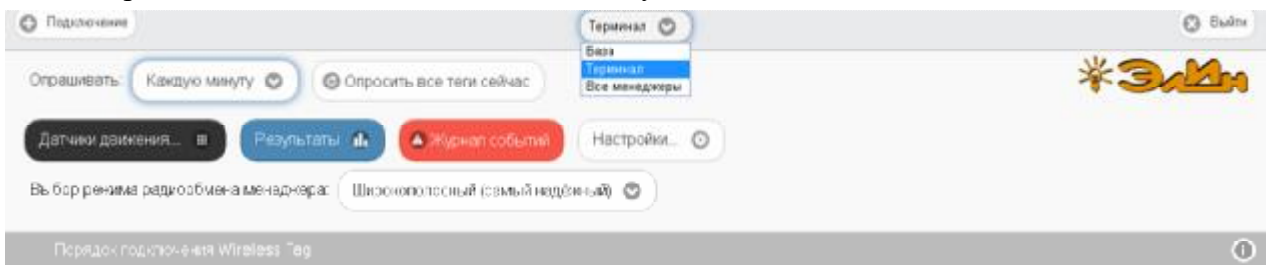 Подключение
Терминал
Выйти
База
Терминал
Все менеджеры
Опрашивать: Каждую минуту Опросить все теги сейчас
ЭлИн
Датчики движения... Результаты Журнал событий Настройки...
Выбор режима радиообмена менеджера: Широкополосный (самый надёжный)
Порядок подключения Wireless Tag